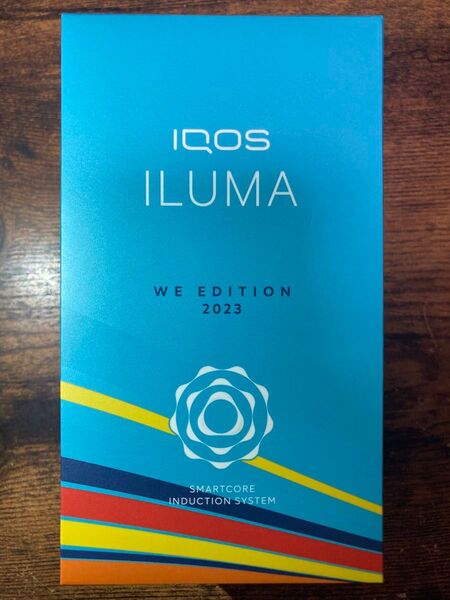 IQOS
ILUMA
WE EDITION
2023
SMARTCORE
INDUCTION SYSTEM